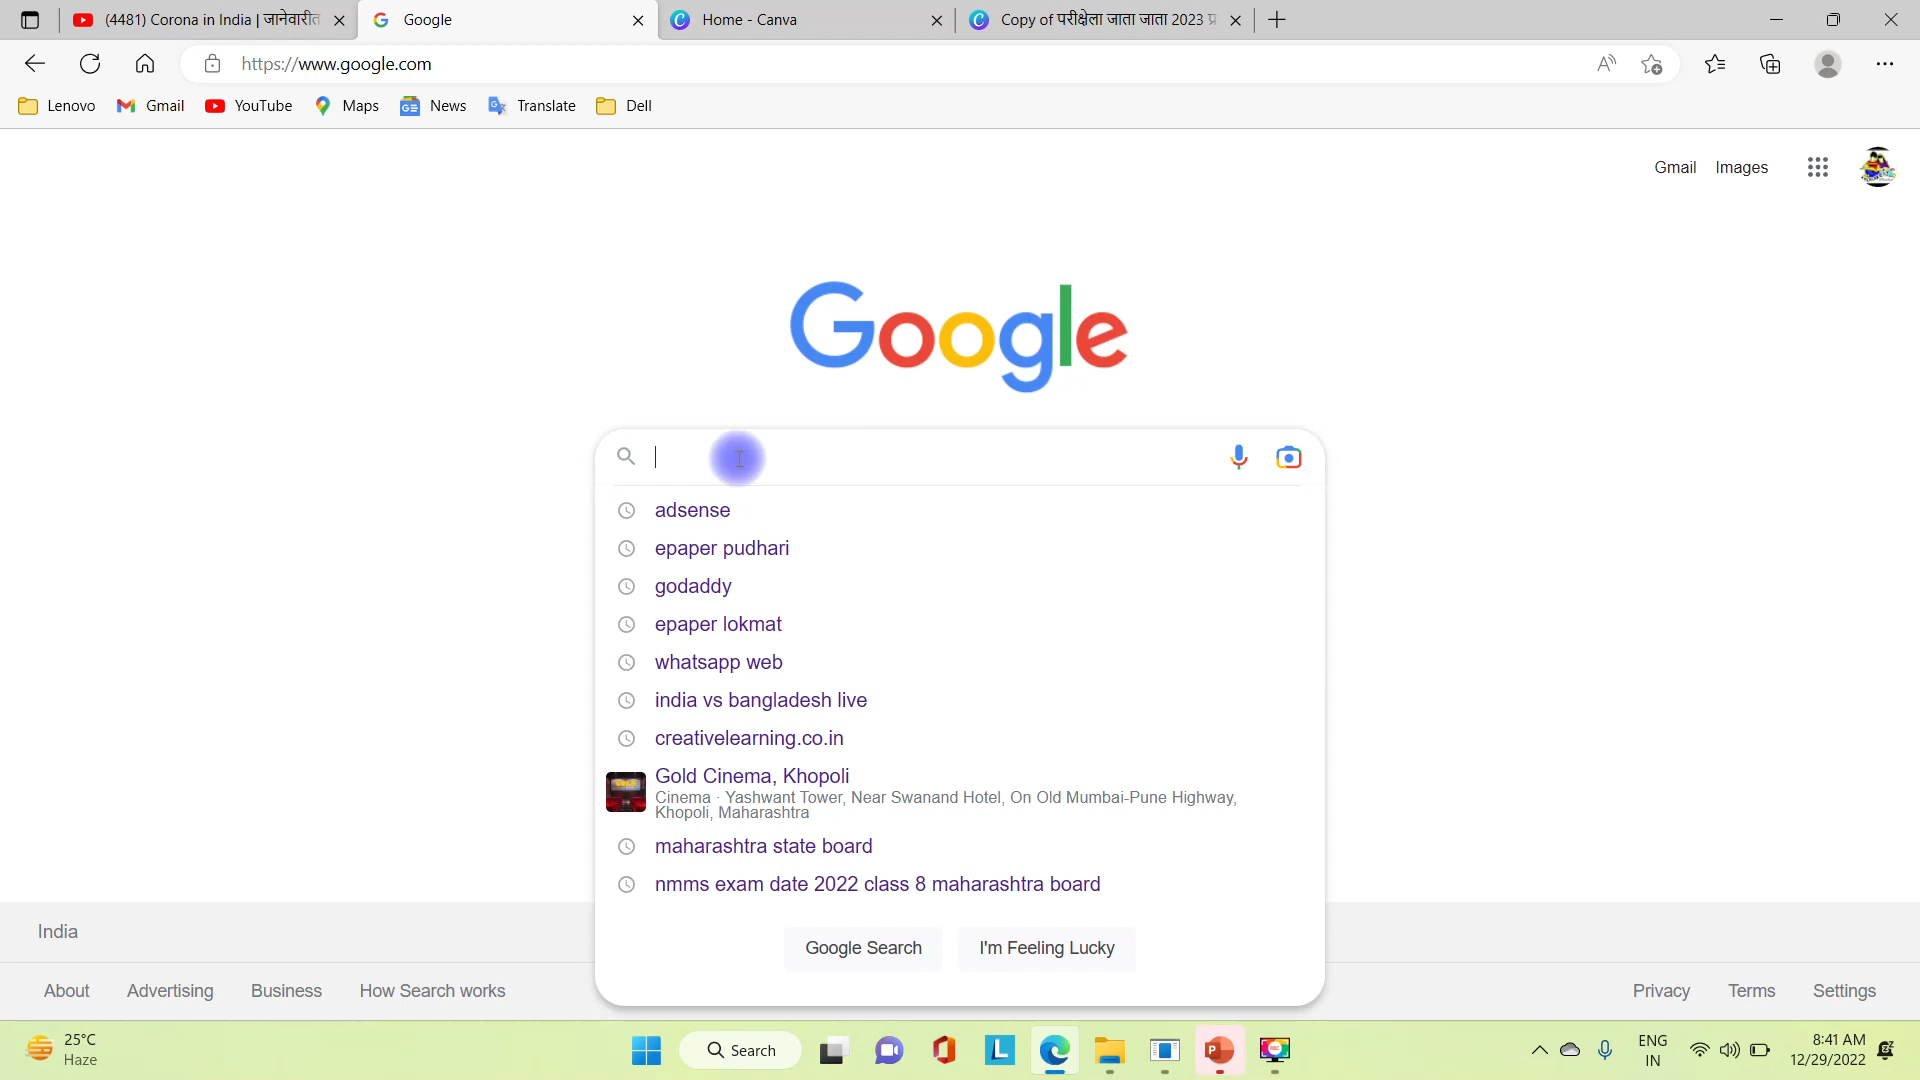 (4481) Corona in India | जानेवारीत
Google
Home - Canva
Copy of परीक्षेला जाता जाता 2023 प्र
https://www.google.com
Lenovo
Gmail
YouTube
Maps
News
Translate
Dell
Gmail
Images
Google
adsense
epaper pudhari
godaddy
epaper lokmat
whatsapp web
india vs bangladesh live
creativelearning.co.in
Gold Cinema, Khopoli
Cinema · Yashwant Tower, Near Swanand Hotel, On Old Mumbai-Pune Highway,
Khopoli, Maharashtra
maharashtra state board
nmms exam date 2022 class 8 maharashtra board
Google Search
I'm Feeling Lucky
India
About
Advertising
Business
How Search works
Privacy
Terms
Settings
25°C
Haze
Search
ENG
IN
8:41 AM
12/29/2022